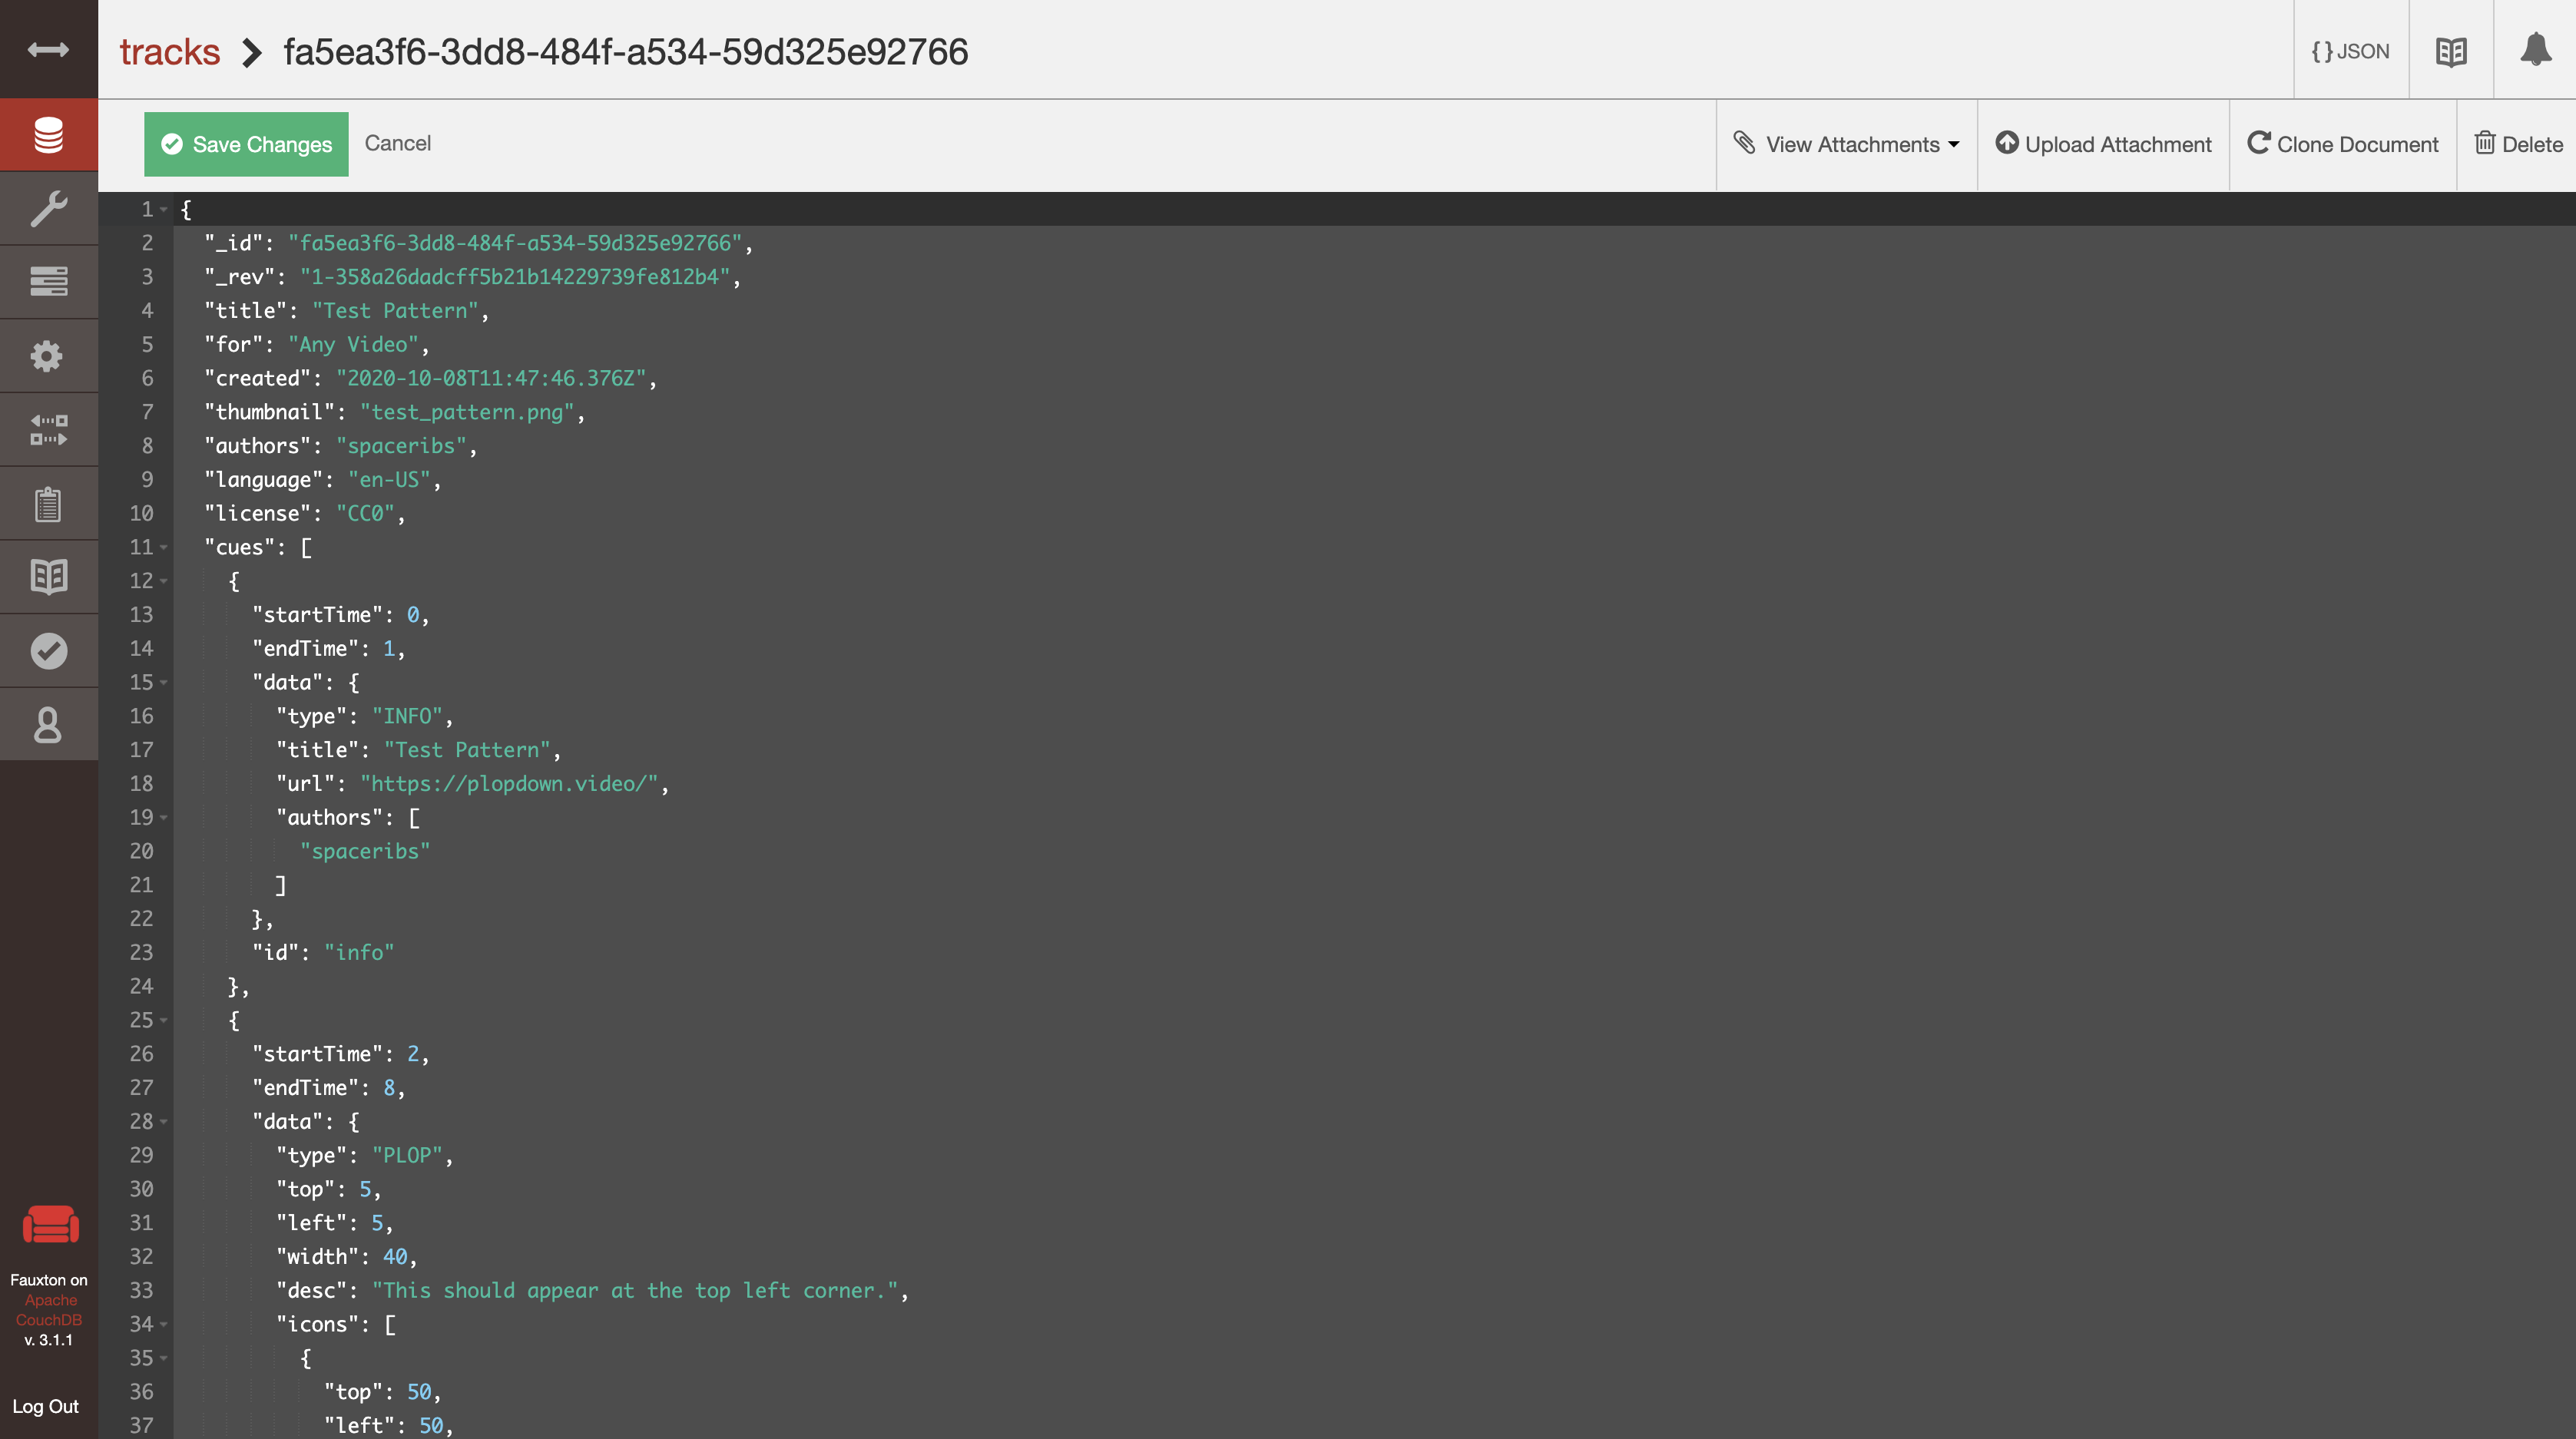 tracks > fa5ea3f6-3dd8-484f-a534-59d325e92766
{} JSON
Save Changes
Cancel
View Attachments
Upload Attachment
Clone Document
Delete
1 {
2 "_id": "fa5ea3f6-3dd8-484f-a534-59d325e92766",
3 "_rev": "1-358a26dadcff5b21b14229739fe812b4",
4 "title": "Test Pattern",
5 "for": "Any Video",
6 "created": "2020-10-08T11:47:46.376Z",
7 "thumbnail": "test_pattern.png",
8 "authors": "spaceribs",
9 "language": "en-US",
10 "license": "CC0",
11 "cues": [
12 {
13 "startTime": 0,
14 "endTime": 1,
15 "data": {
16 "type": "INFO",
17 "title": "Test Pattern",
18 "url": "https://plopdown.video/",
19 "authors": [
20 "spaceribs"
21 ]
22 },
23 "id": "info"
24 },
25 {
26 "startTime": 2,
27 "endTime": 8,
28 "data": {
29 "type": "PLOP",
30 "top": 5,
31 "left": 5,
32 "width": 40,
33 "desc": "This should appear at the top left corner.",
34 "icons": [
35 {
36 "top": 50,
37 "left": 50,
Fauxton on
Apache
CouchDB
v. 3.1.1
Log Out